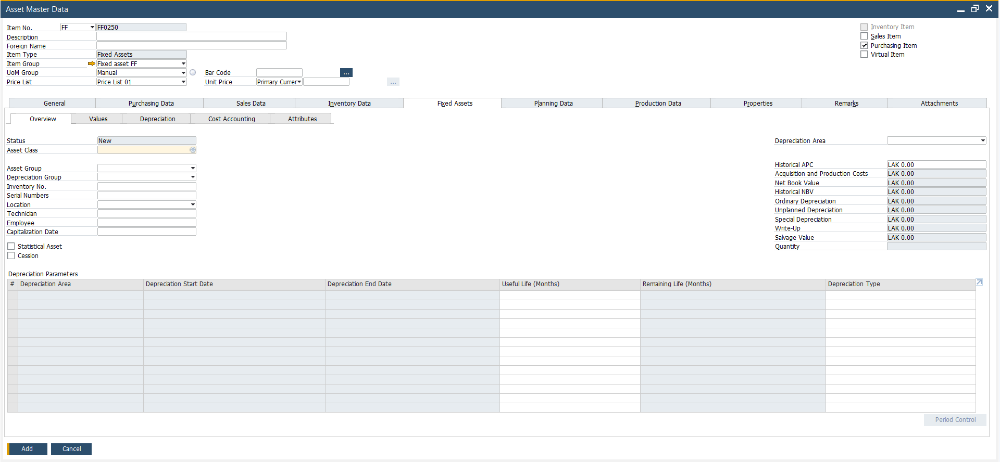 Asset Master Data
Item No. FF FF0250 Inventory Item
Description Sales Item
Foreign Name Purchasing Item
Item Type Fixed Assets Virtual Item
Item Group Fixed asset FF
UoM Group Manual Bar Code ...
Price List Price List 01 Unit Price Primary Currer ...
General Purchasing Data Sales Data Inventory Data Fixed Assets Planning Data Production Data Properties Remarks Attachments
Overview Values Depreciation Cost Accounting Attributes
Status New Depreciation Area
Asset Class
Asset Group Historical APC LAK 0.00
Depreciation Group Acquisition and Production Costs LAK 0.00
Inventory No. Net Book Value LAK 0.00
Serial Numbers Historical NBV LAK 0.00
Location Ordinary Depreciation LAK 0.00
Technician Unplanned Depreciation LAK 0.00
Employee Special Depreciation LAK 0.00
Capitalization Date Write-Up LAK 0.00
Salvage Value LAK 0.00
Statistical Asset Quantity
Cession
Depreciation Parameters
# Depreciation Area Depreciation Start Date Depreciation End Date Useful Life (Months) Remaining Life (Months) Depreciation Type
Period Control
Add Cancel